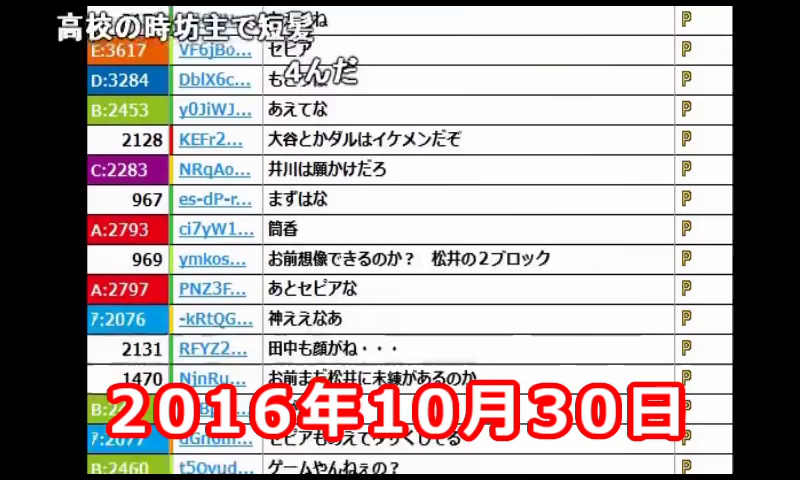 高校の時坊主で短髪
E:3617 VF6jBo... セピア P
4んだ
D:3284 DblX6c... P
B:2453 y0JiWJ... あえてな P
2128 KEFr2... 大谷とかダルはイケメンだぞ P
C:2283 NRqAo... 井川は願かけだろ P
967 es-dP-r... まずはな P
A:2793 ci7yW1... 筒香 P
969 ymkos... お前想像できるのか？　松井の２ブロック P
A:2797 PNZ3F... あとセピアな P
ｱ:2076 -kRtQG... 神ええなあ P
2131 RFYZ2... 田中も顔がね・・・ P
1470 NjnRu... お前まだ松井に未練があるのか P
2016年10月30日
ｱ:2077 P
B:2460 t5Ovud... ゲームやんねぇの？ P